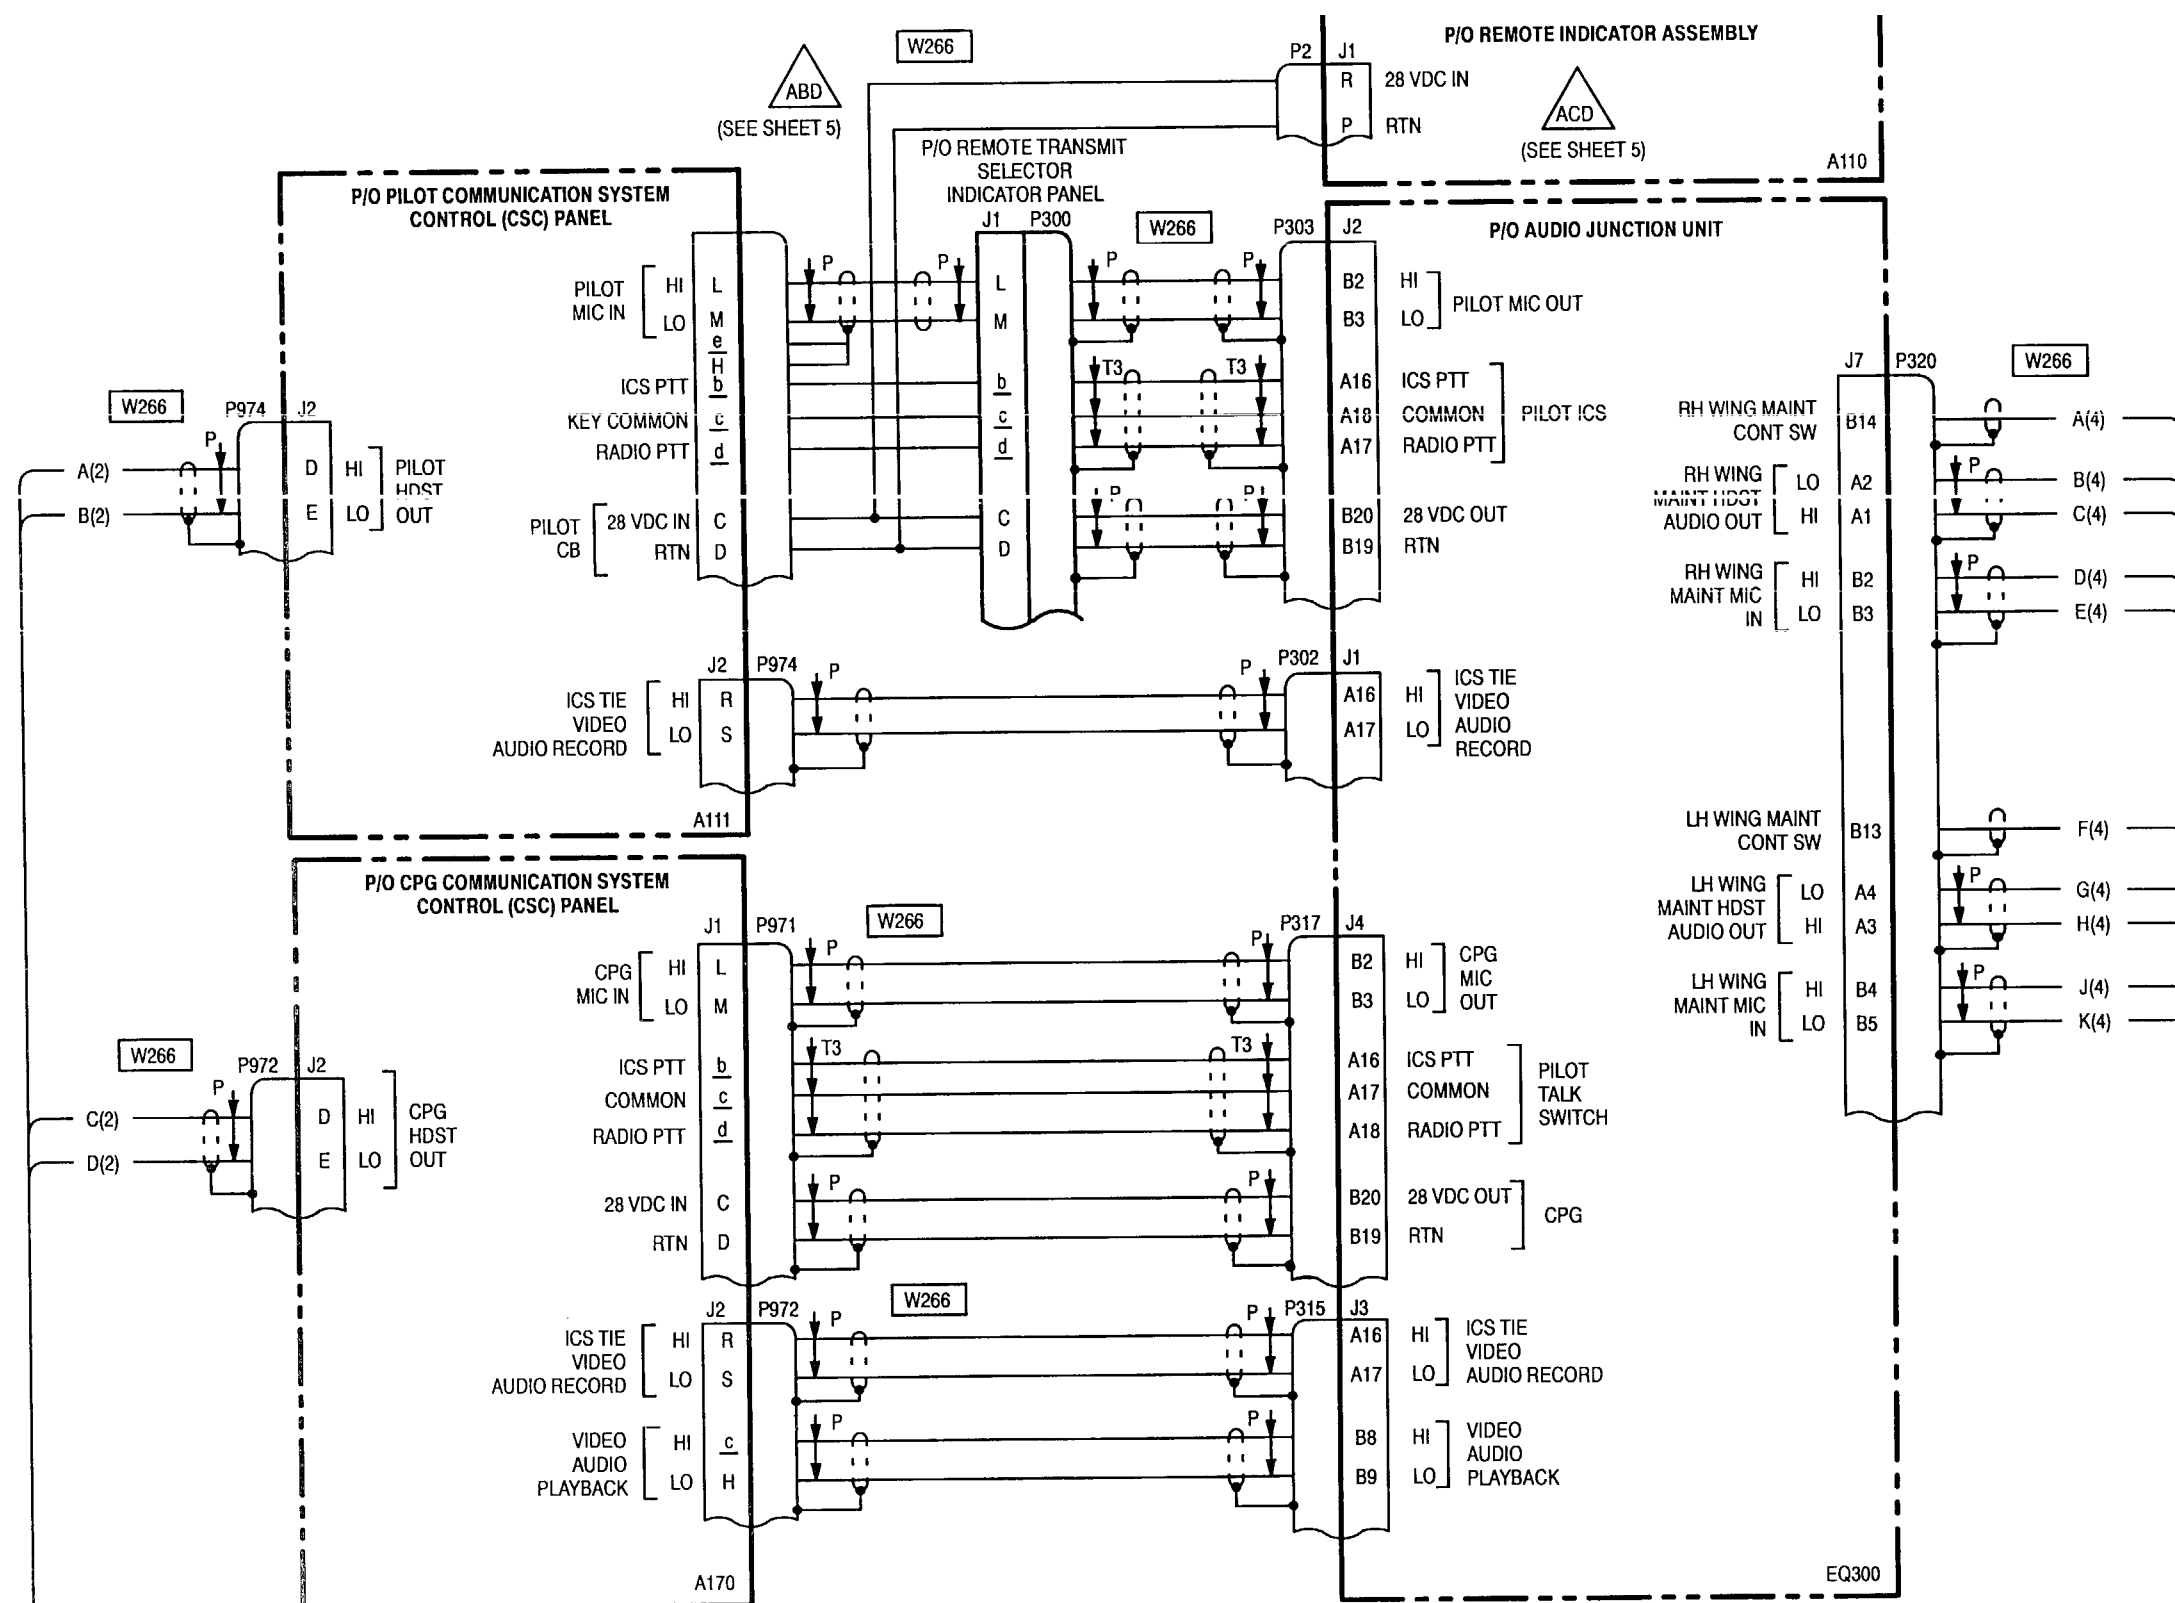 P/O REMOTE INDICATOR ASSEMBLY
W266
ABD
(SEE SHEET 5)
P2 J1
R 28 VDC IN
P RTN
ACD
(SEE SHEET 5)
A110
P/O REMOTE TRANSMIT
SELECTOR
INDICATOR PANEL
J1 P300
P/O PILOT COMMUNICATION SYSTEM
CONTROL (CSC) PANEL
PILOT
MIC IN
HI L
LO M
e
H
ICS PTT b
KEY COMMON c
RADIO PTT d
PILOT
CB
28 VDC IN C
RTN D
P P
L
M
b
c
d
C
D
W266
P P
T3 T3
P P
P303 J2
P/O AUDIO JUNCTION UNIT
B2 HI
B3 LO
PILOT MIC OUT
A16 ICS PTT
A18 COMMON
A17 RADIO PTT
PILOT ICS
B20 28 VDC OUT
B19 RTN
W266
P974 J2
P
A(2)
B(2)
D HI
E LO
PILOT
HDST
OUT
J2 P974
ICS TIE
VIDEO
AUDIO RECORD
HI R
LO S
P P
P302 J1
A16 HI
A17 LO
ICS TIE
VIDEO
AUDIO
RECORD
A111
J7 P320
W266
RH WING MAINT
CONT SW
B14
A(4)
RH WING
MAINT HDST
AUDIO OUT
LO A2
HI A1
P
B(4)
C(4)
RH WING
MAINT MIC
IN
HI B2
LO B3
P
D(4)
E(4)
LH WING MAINT
CONT SW
B13
F(4)
LH WING
MAINT HDST
AUDIO OUT
LO A4
HI A3
P
G(4)
H(4)
LH WING
MAINT MIC
IN
HI B4
LO B5
P
J(4)
K(4)
P/O CPG COMMUNICATION SYSTEM
CONTROL (CSC) PANEL
J1 P971
W266
P317 J4
CPG
MIC IN
HI L
LO M
P P
B2 HI
B3 LO
CPG
MIC
OUT
ICS PTT b
COMMON c
RADIO PTT d
T3 T3
A16 ICS PTT
A17 COMMON
A18 RADIO PTT
PILOT
TALK
SWITCH
28 VDC IN C
RTN D
P P
B20 28 VDC OUT
B19 RTN
CPG
W266
P972 J2
P
C(2)
D(2)
D HI
E LO
CPG
HDST
OUT
J2 P972
W266
P315 J3
ICS TIE
VIDEO
AUDIO RECORD
HI R
LO S
P P
A16 HI
A17 LO
ICS TIE
VIDEO
AUDIO RECORD
VIDEO
AUDIO
PLAYBACK
HI c
LO H
P P
B8 HI
B9 LO
VIDEO
AUDIO
PLAYBACK
A170
EQ300